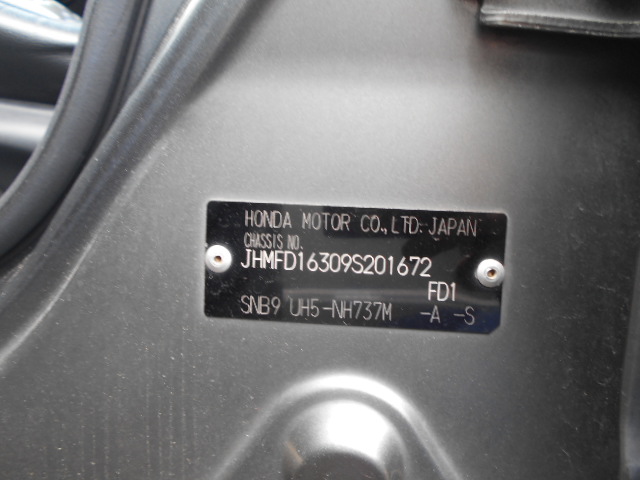 HONDA MOTOR CO.,LTD. JAPAN
CHASSIS NO.
JHMFD16309S201672
FD1
SNB9 UH5-NH737M -A -S